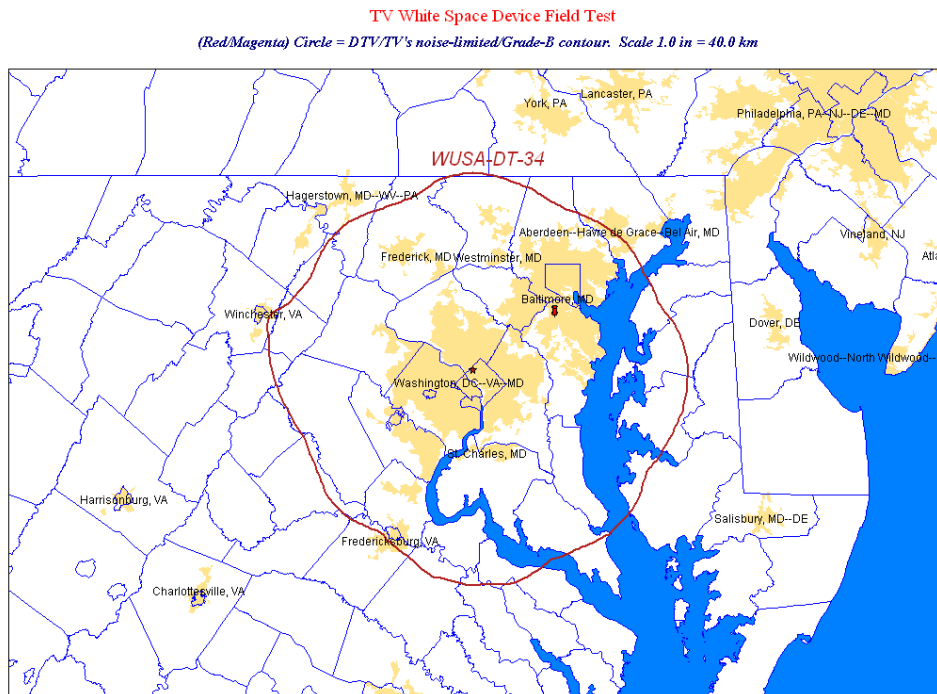 TV White Space Device Field Test
(Red/Magenta) Circle = DTV/TV's noise-limited/Grade-B contour. Scale 1.0 in = 40.0 km
Lancaster, PA
York, PA
Philadelphia, PA--NJ--DE--MD
WUSA-DT-34
Hagerstown, MD--WV--PA
Aberdeen--Havre de Grace--Bel Air, MD
Vineland, NJ
Frederick, MD
Westminster, MD
Atla
Baltimore, MD
Winchester, VA
Dover, DE
Wildwood--North Wildwood--
Washington, DC--VA--MD
St. Charles, MD
Harrisonburg, VA
Salisbury, MD--DE
Fredericksburg, VA
Charlottesville, VA